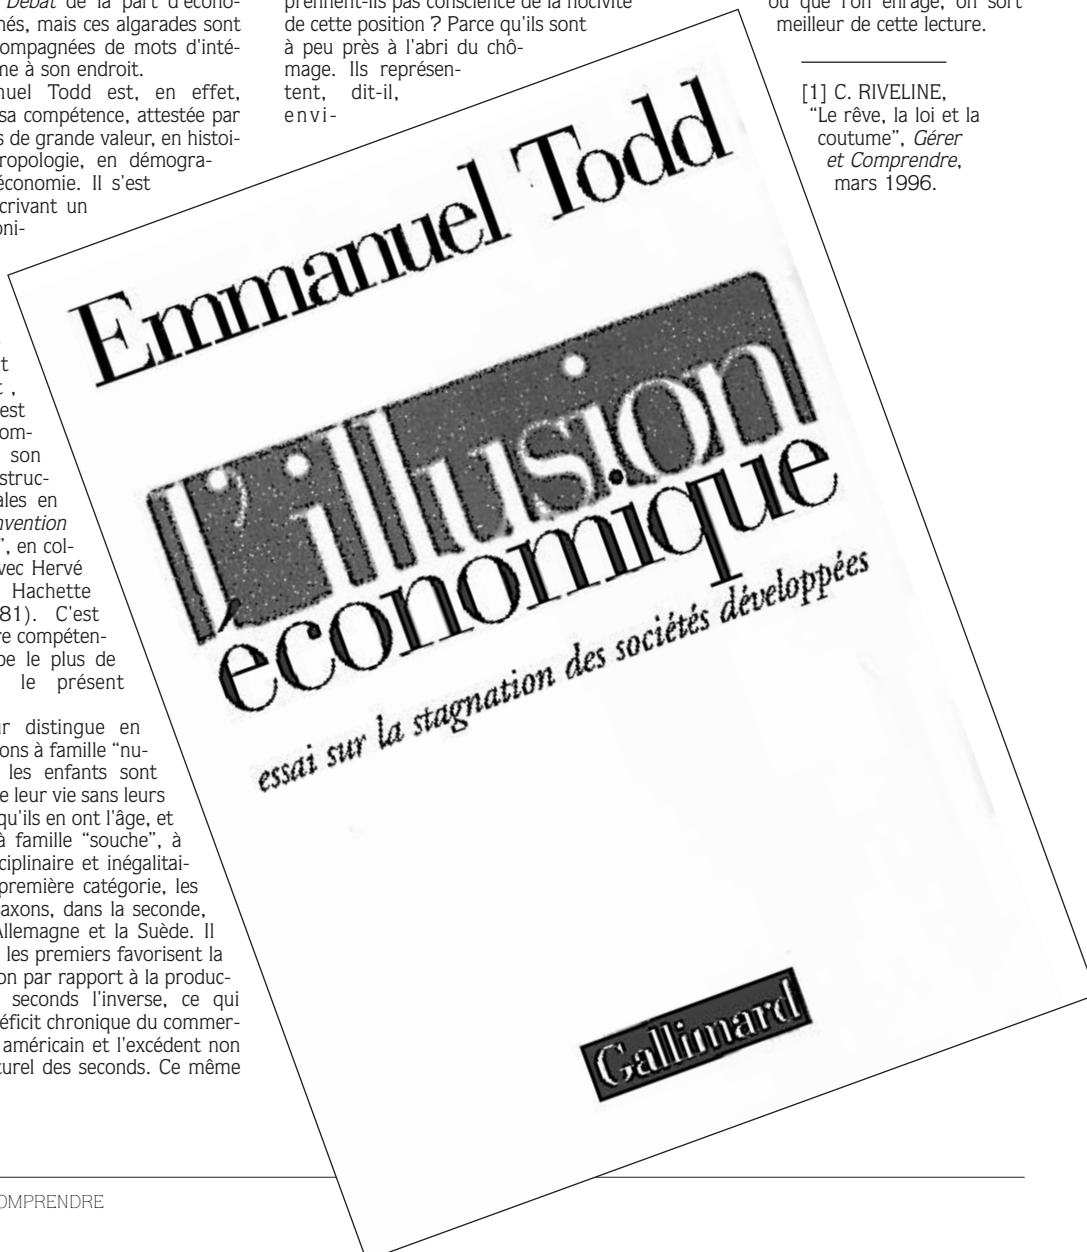 Débat de la part d'écono-
nés, mais ces algarades sont
compagnées de mots d'inté-
me à son endroit.
nuel Todd est, en effet,
sa compétence, attestée par
s de grande valeur, en histoi-
ropologie, en démogra-
économie. Il s'est
crivant un
oni-
t
t ,
est
om-
son
struc-
ales en
nvention
”, en col-
vec Hervé
Hachette
81). C'est
re compéten-
pe le plus de
le présent
ur distingue en
ons à famille “nu-
les enfants sont
e leur vie sans leurs
qu'ils en ont l'âge, et
à famille “souche”, à
ciplinaire et inégalitai-
première catégorie, les
axons, dans la seconde,
Allemagne et la Suède. Il
les premiers favorisent la
on par rapport à la produc-
seconds l'inverse, ce qui
éficit chronique du commer-
américain et l'excédent non
turel des seconds. Ce même
prennent-ils pas conscience de la nocivité
de cette position ? Parce qu'ils sont
à peu près à l'abri du chô-
mage. Ils représen-
tent, dit-il,
envi-
ou que l'on enrage, on sort
meilleur de cette lecture.
[1] C. RIVELINE,
“Le rêve, la loi et la
coutume”, Gérer
et Comprendre,
mars 1996.
Emmanuel Todd
l'illusion
économique
essai sur la stagnation des sociétés développées
Gallimard
OMPRENDRE